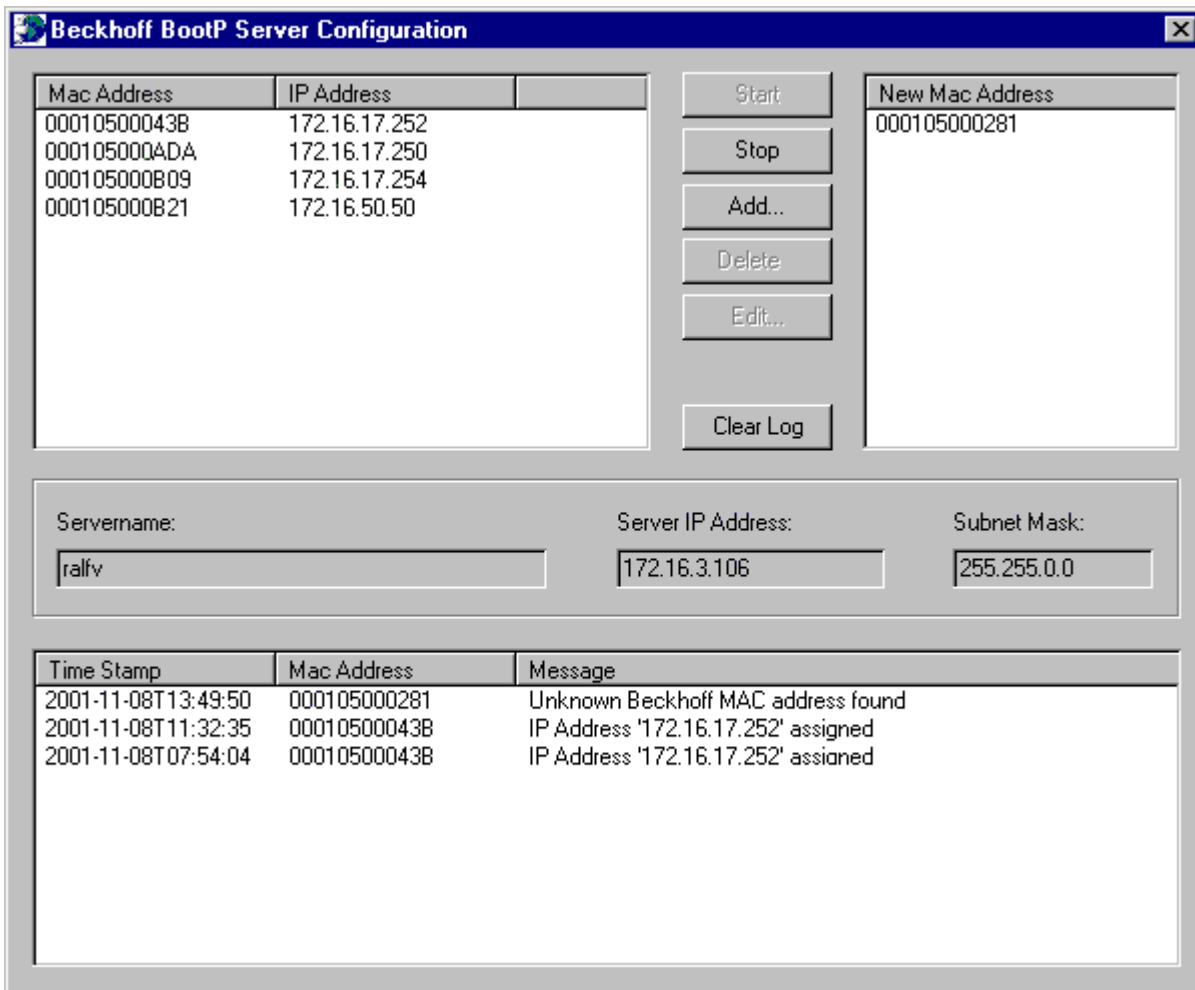 Beckhoff BootP Server Configuration
Mac Address IP Address
00010500043B 172.16.17.252
000105000ADA 172.16.17.250
000105000B09 172.16.17.254
000105000B21 172.16.50.50
Start
Stop
Add...
Delete
Edit...
Clear Log
New Mac Address
000105000281
Servername: Server IP Address: Subnet Mask:
ralfv 172.16.3.106 255.255.0.0
Time Stamp Mac Address Message
2001-11-08T13:49:50 000105000281 Unknown Beckhoff MAC address found
2001-11-08T11:32:35 00010500043B IP Address '172.16.17.252' assigned
2001-11-08T07:54:04 00010500043B IP Address '172.16.17.252' assigned